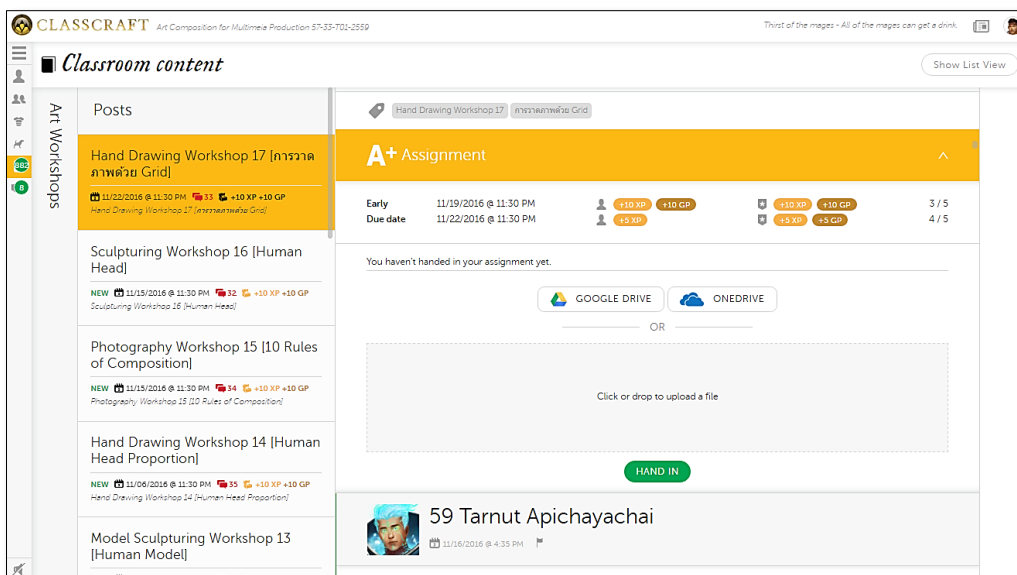 CLASSCRAFT Art Composition for Multimeia Production 57-33-T01-2559
Thirst of the mages - All of the mages can get a drink.
Classroom content
Show List View
882
8
Art Workshops
Posts
Hand Drawing Workshop 17 [การวาด
ภาพด้วย Grid]
11/22/2016 @ 11:30 PM 33 +10 XP +10 GP
Hand Drawing Workshop 17 [การวาดภาพด้วย Grid]
Sculpturing Workshop 16 [Human
Head]
NEW 11/15/2016 @ 11:30 PM 32 +10 XP +10 GP
Sculpturing Workshop 16 [Human Head]
Photography Workshop 15 [10 Rules
of Composition]
NEW 11/15/2016 @ 11:30 PM 34 +10 XP +10 GP
Photography Workshop 15 [10 Rules of Composition]
Hand Drawing Workshop 14 [Human
Head Proportion]
NEW 11/06/2016 @ 11:30 PM 35 +10 XP +10 GP
Hand Drawing Workshop 14 [Human Head Proportion]
Model Sculpturing Workshop 13
[Human Model]
Hand Drawing Workshop 17 การวาดภาพด้วย Grid
A+ Assignment
Early 11/19/2016 @ 11:30 PM +10 XP +10 GP +10 XP +10 GP 3 / 5
Due date 11/22/2016 @ 11:30 PM +5 XP +5 XP +5 GP 4 / 5
You haven't handed in your assignment yet.
GOOGLE DRIVE ONEDRIVE
OR
Click or drop to upload a file
HAND IN
59 Tarnut Apichayachai
11/16/2016 @ 4:35 PM